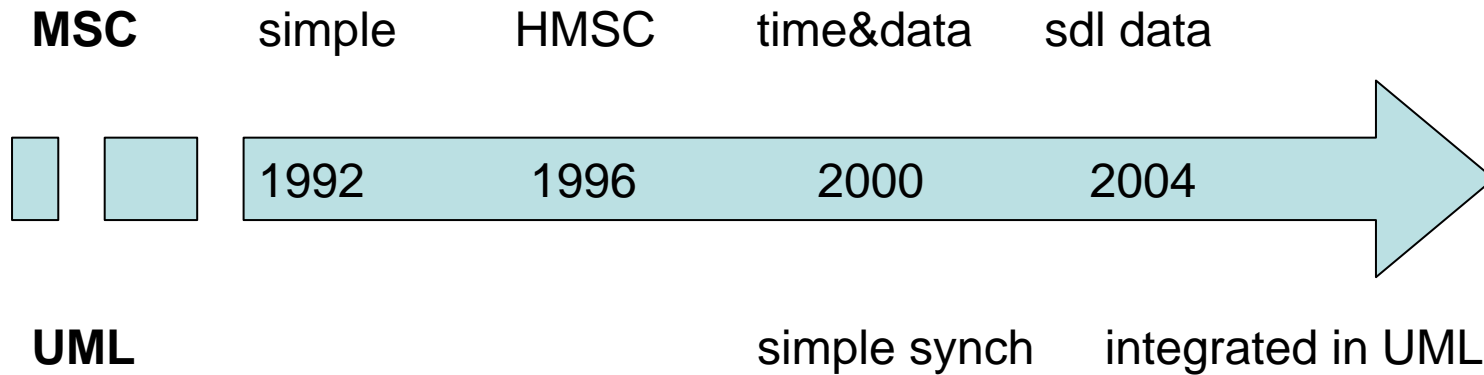 MSC simple HMSC time&data sdl data
1992 1996 2000 2004
UML simple synch integrated in UML